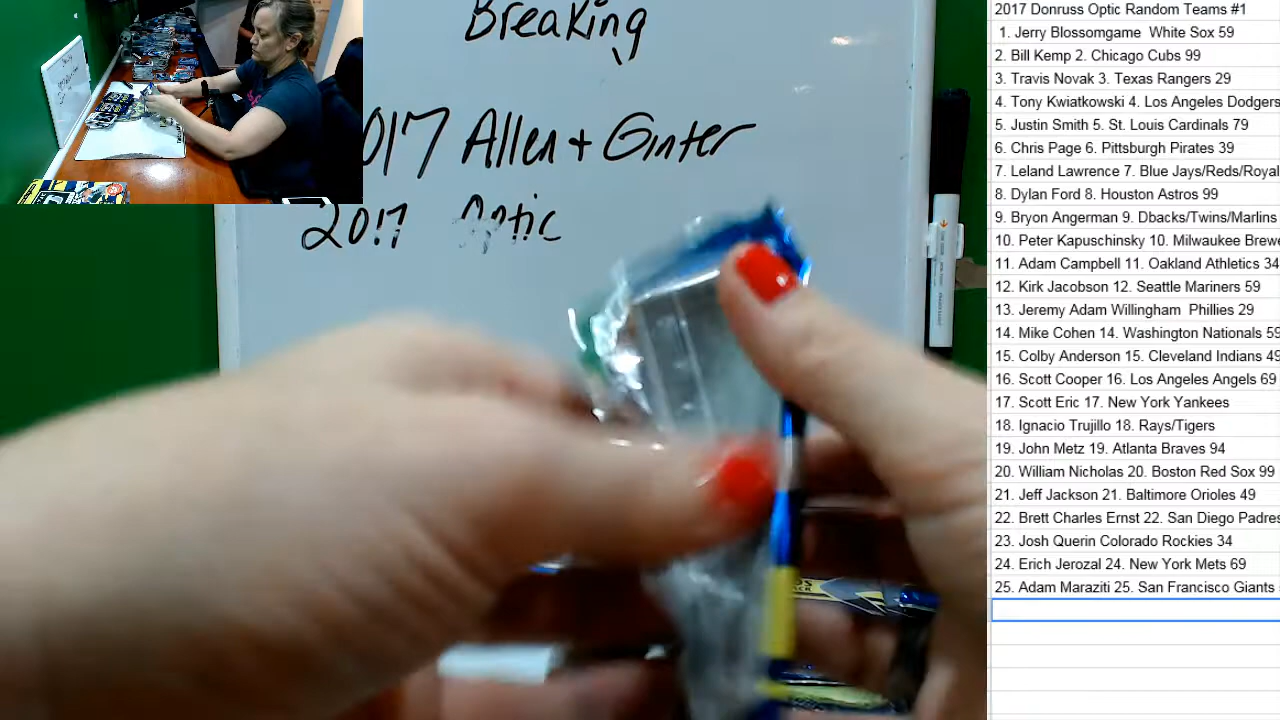 Breaking
017 Allen + Ginter
2017 Optic
2017 Donruss Optic Random Teams #1
1. Jerry Blossomgame White Sox 59
2. Bill Kemp 2. Chicago Cubs 99
3. Travis Novak 3. Texas Rangers 29
4. Tony Kwiatkowski 4. Los Angeles Dodgers
5. Justin Smith 5. St. Louis Cardinals 79
6. Chris Page 6. Pittsburgh Pirates 39
7. Leland Lawrence 7. Blue Jays/Reds/Royal
8. Dylan Ford 8. Houston Astros 99
9. Bryon Angerman 9. Dbacks/Twins/Marlins
10. Peter Kapuschinsky 10. Milwaukee Brewe
11. Adam Campbell 11. Oakland Athletics 34
12. Kirk Jacobson 12. Seattle Mariners 59
13. Jeremy Adam Willingham Phillies 29
14. Mike Cohen 14. Washington Nationals 55
15. Colby Anderson 15. Cleveland Indians 49
16. Scott Cooper 16. Los Angeles Angels 69
17. Scott Eric 17. New York Yankees
18. Ignacio Trujillo 18. Rays/Tigers
19. John Metz 19. Atlanta Braves 94
20. William Nicholas 20. Boston Red Sox 99
21. Jeff Jackson 21. Baltimore Orioles 49
22. Brett Charles Ernst 22. San Diego Padres
23. Josh Querin Colorado Rockies 34
24. Erich Jerozal 24. New York Mets 69
25. Adam Maraziti 25. San Francisco Giants